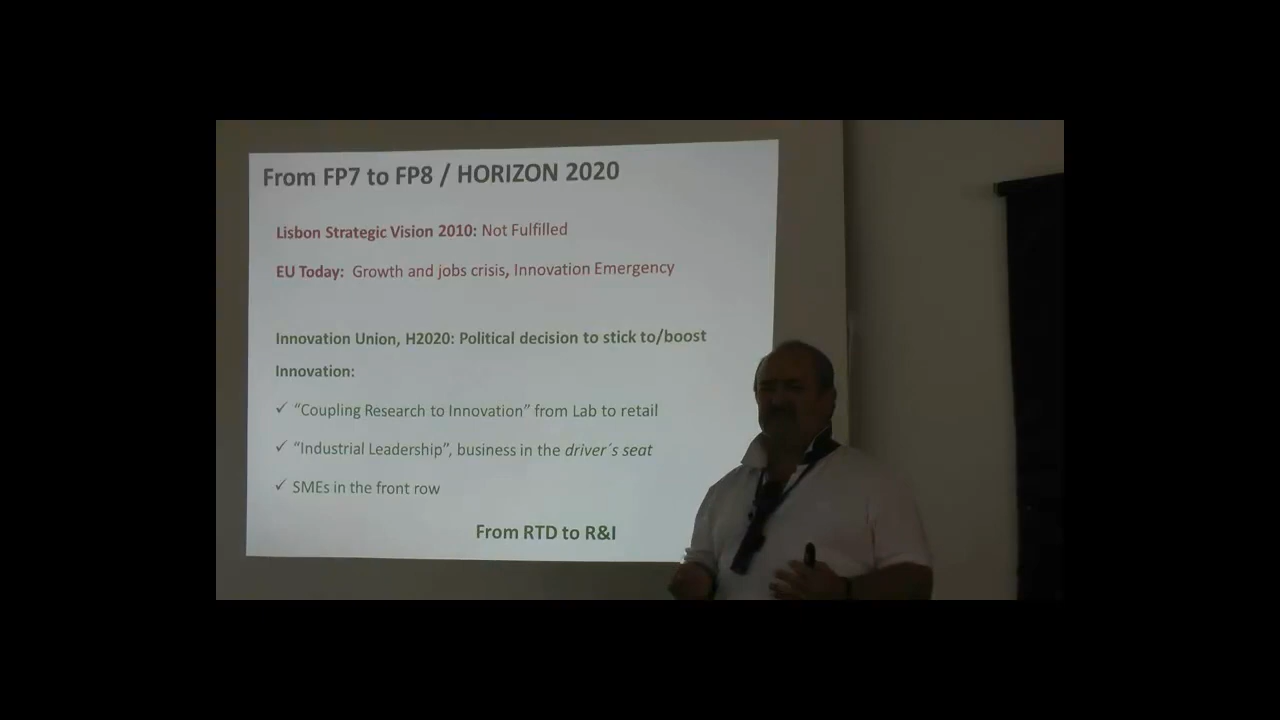 From FP7 to FP8 / HORIZON 2020
Lisbon Strategic Vision 2010: Not Fulfilled
EU Today: Growth and jobs crisis, Innovation Emergency
Innovation Union, H2020: Political decision to stick to/boost
Innovation:
✓ “Coupling Research to Innovation” from Lab to retail
✓ “Industrial Leadership”, business in the driver´s seat
✓ SMEs in the front row
From RTD to R&I